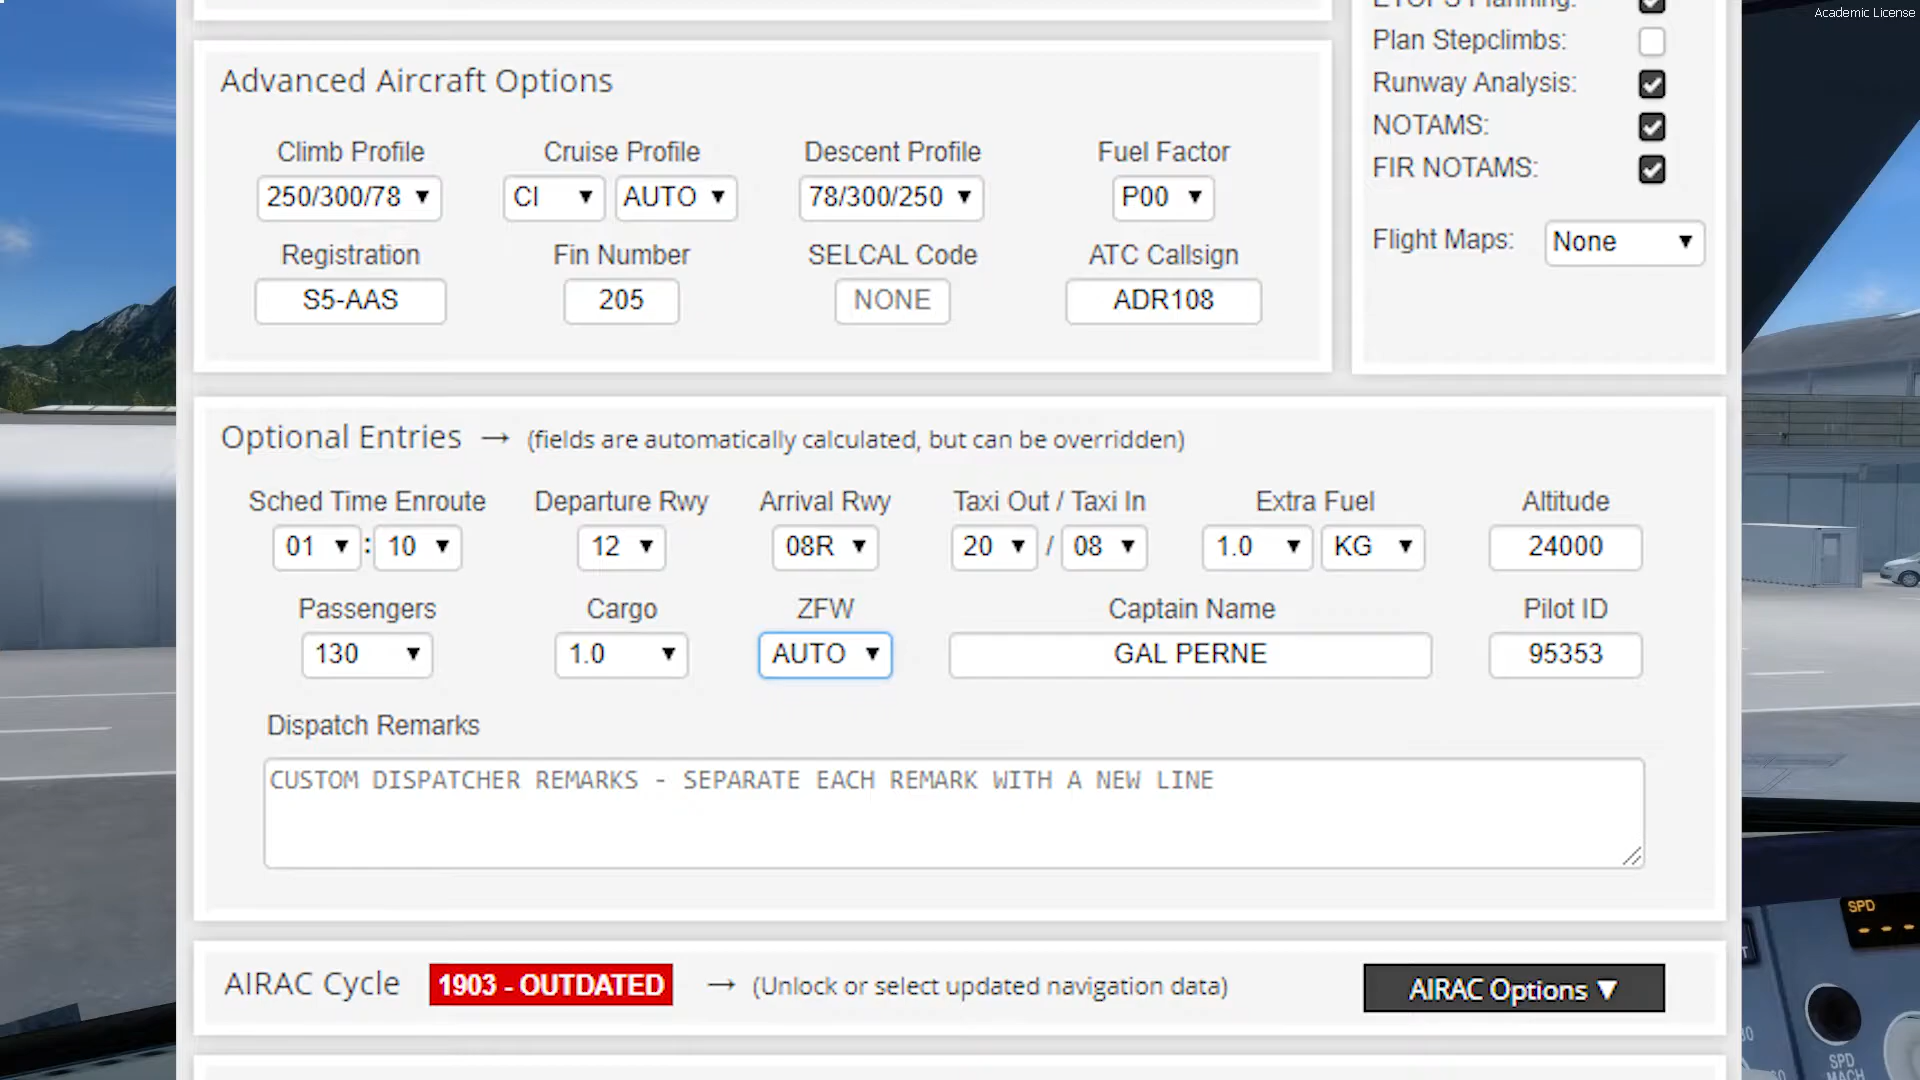 Academic License
ETOPS Planning:
Plan Stepclimbs:
Runway Analysis:
NOTAMS:
FIR NOTAMS:
Flight Maps: None
Advanced Aircraft Options
Climb Profile Cruise Profile Descent Profile Fuel Factor
250/300/78 CI AUTO 78/300/250 P00
Registration Fin Number SELCAL Code ATC Callsign
S5-AAS 205 NONE ADR108
Optional Entries → (fields are automatically calculated, but can be overridden)
Sched Time Enroute Departure Rwy Arrival Rwy Taxi Out / Taxi In Extra Fuel Altitude
01 : 10 12 08R 20 / 08 1.0 KG 24000
Passengers Cargo ZFW Captain Name Pilot ID
130 1.0 AUTO GAL PERNE 95353
Dispatch Remarks
CUSTOM DISPATCHER REMARKS - SEPARATE EACH REMARK WITH A NEW LINE
AIRAC Cycle 1903 - OUTDATED → (Unlock or select updated navigation data) AIRAC Options ▼
SPD
- - -
SPD
MACH